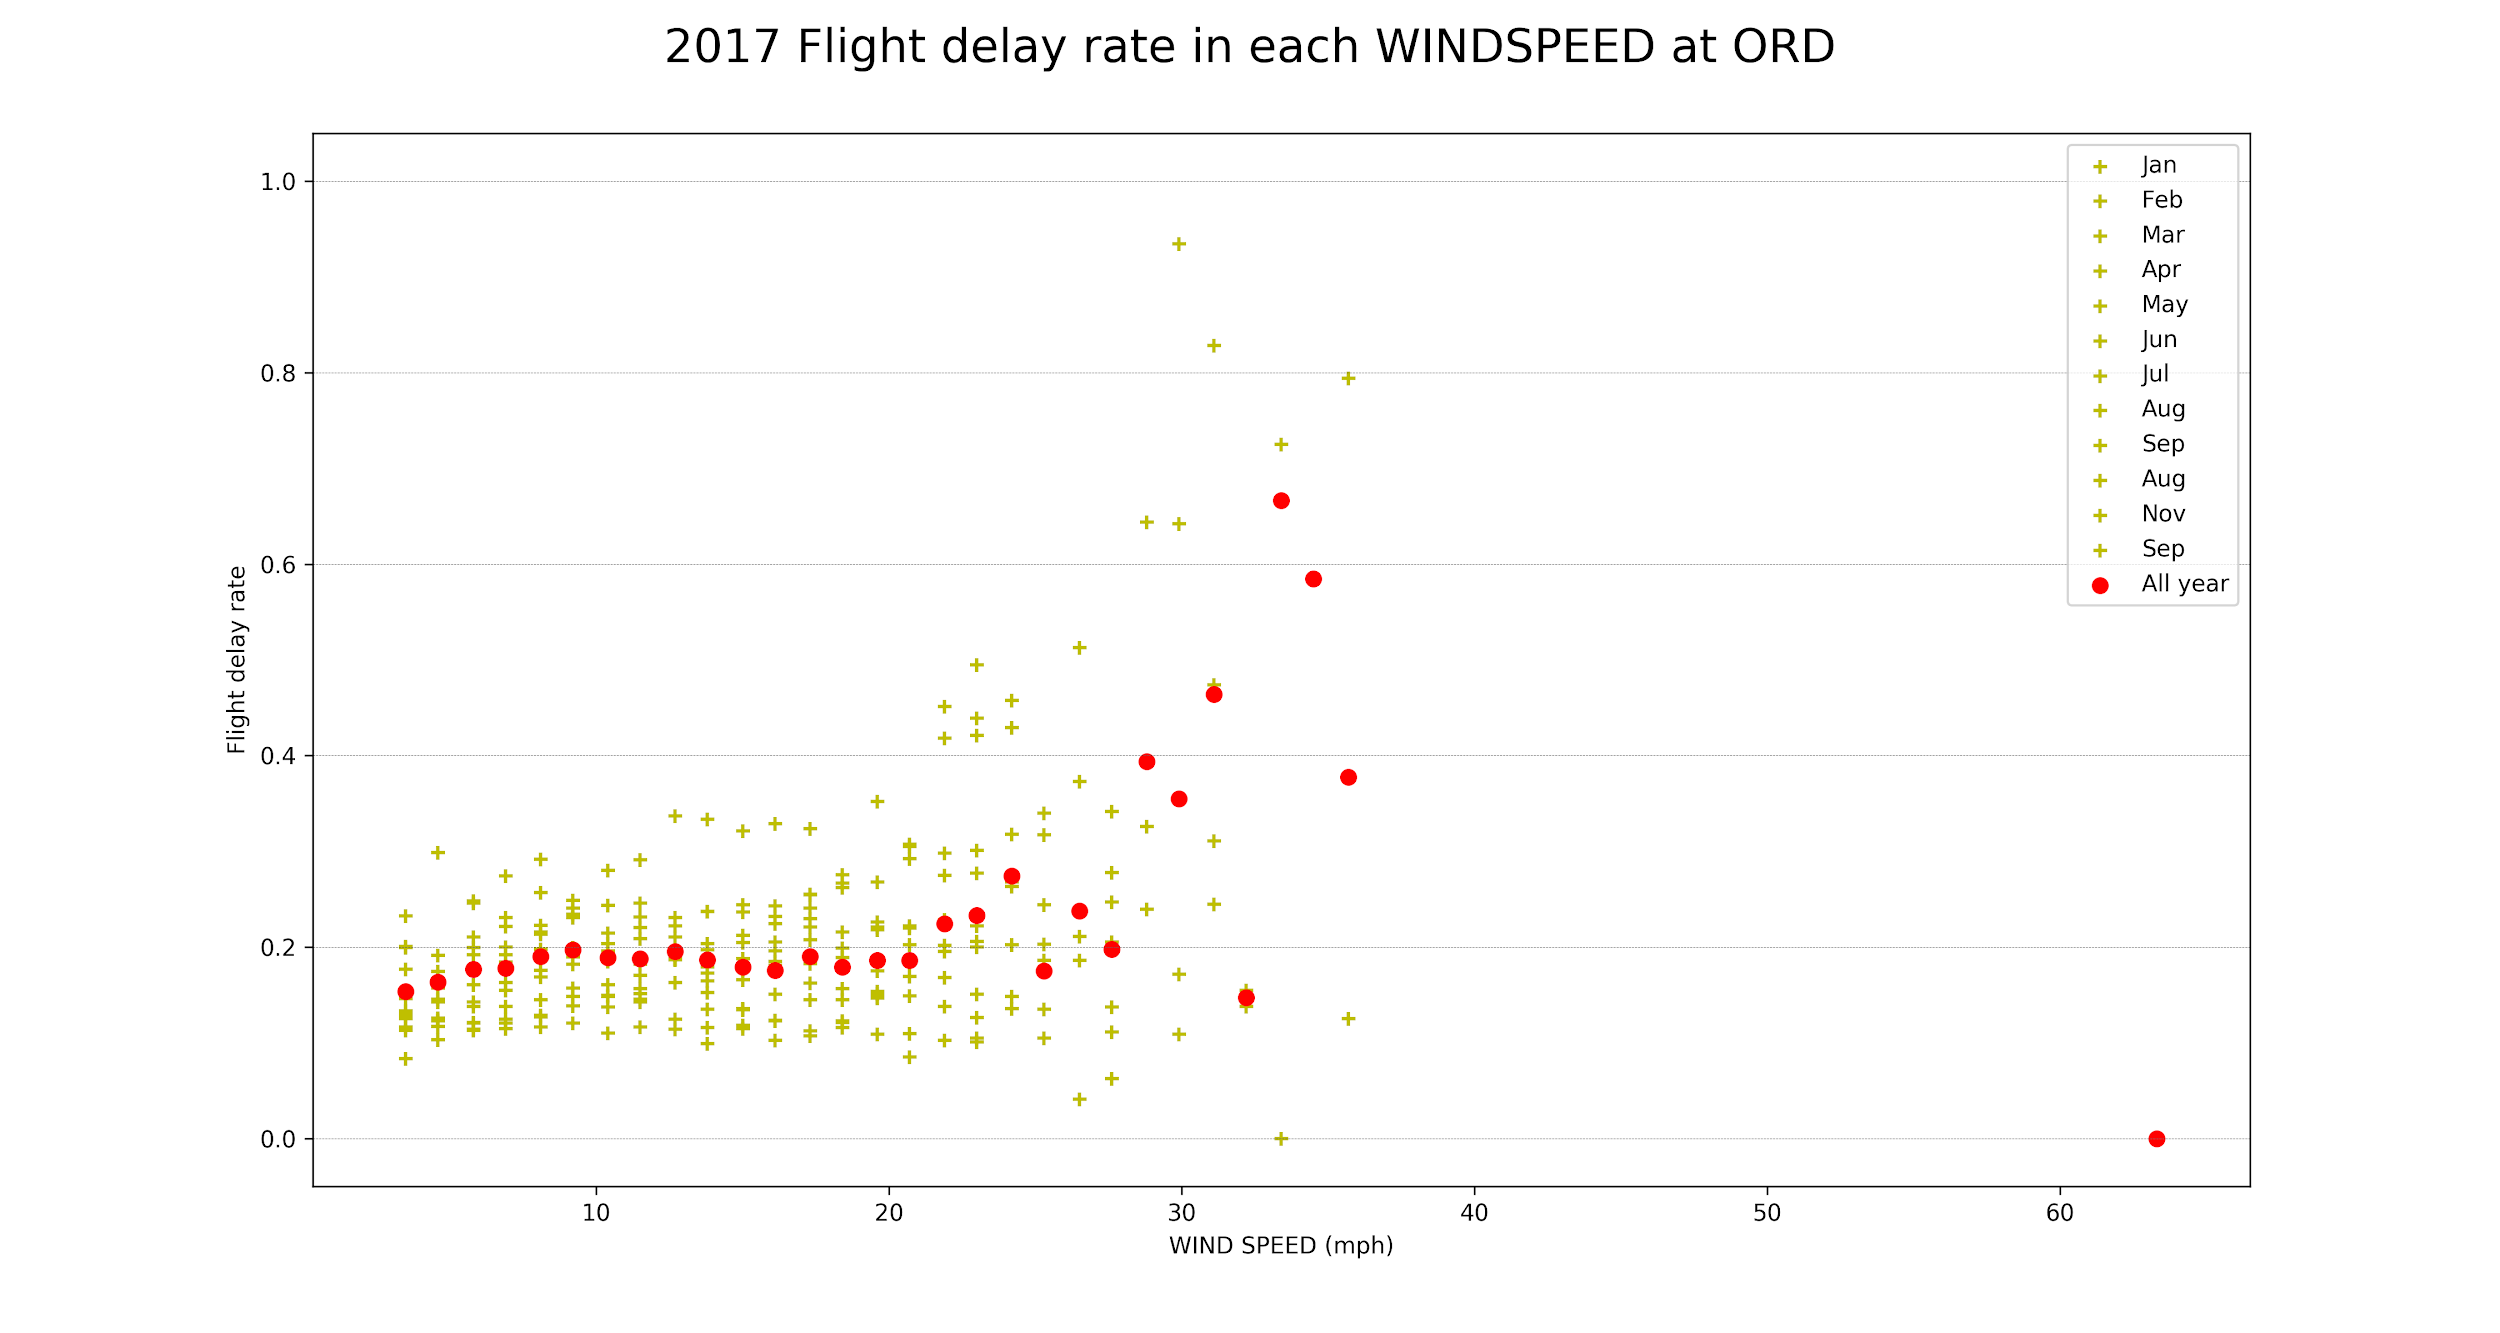 2017 Flight delay rate in each WINDSPEED at ORD
Flight delay rate
1.0
0.8
0.6
0.4
0.2
0.0
10 20 30 40 50 60
WIND SPEED (mph)
Jan
Feb
Mar
Apr
May
Jun
Jul
Aug
Sep
Aug
Nov
Sep
All year